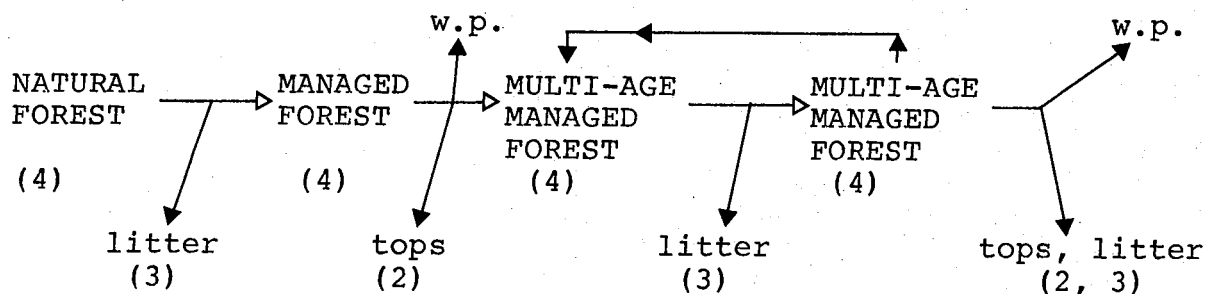 w.p.
w.p.
NATURAL
FOREST
(4)
MANAGED
FOREST
(4)
MULTI-AGE
MANAGED
FOREST
(4)
MULTI-AGE
MANAGED
FOREST
(4)
litter
(3)
tops
(2)
litter
(3)
tops, litter
(2, 3)